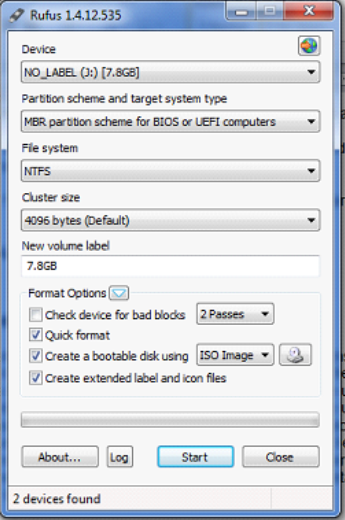 Rufus 1.4.12.535
Device
NO_LABEL (J:) [7.8GB]
Partition scheme and target system type
MBR partition scheme for BIOS or UEFI computers
File system
NTFS
Cluster size
4096 bytes (Default)
New volume label
7.8GB
Format Options
Check device for bad blocks 2 Passes
Quick format
Create a bootable disk using ISO Image
Create extended label and icon files
About... Log Start Close
2 devices found